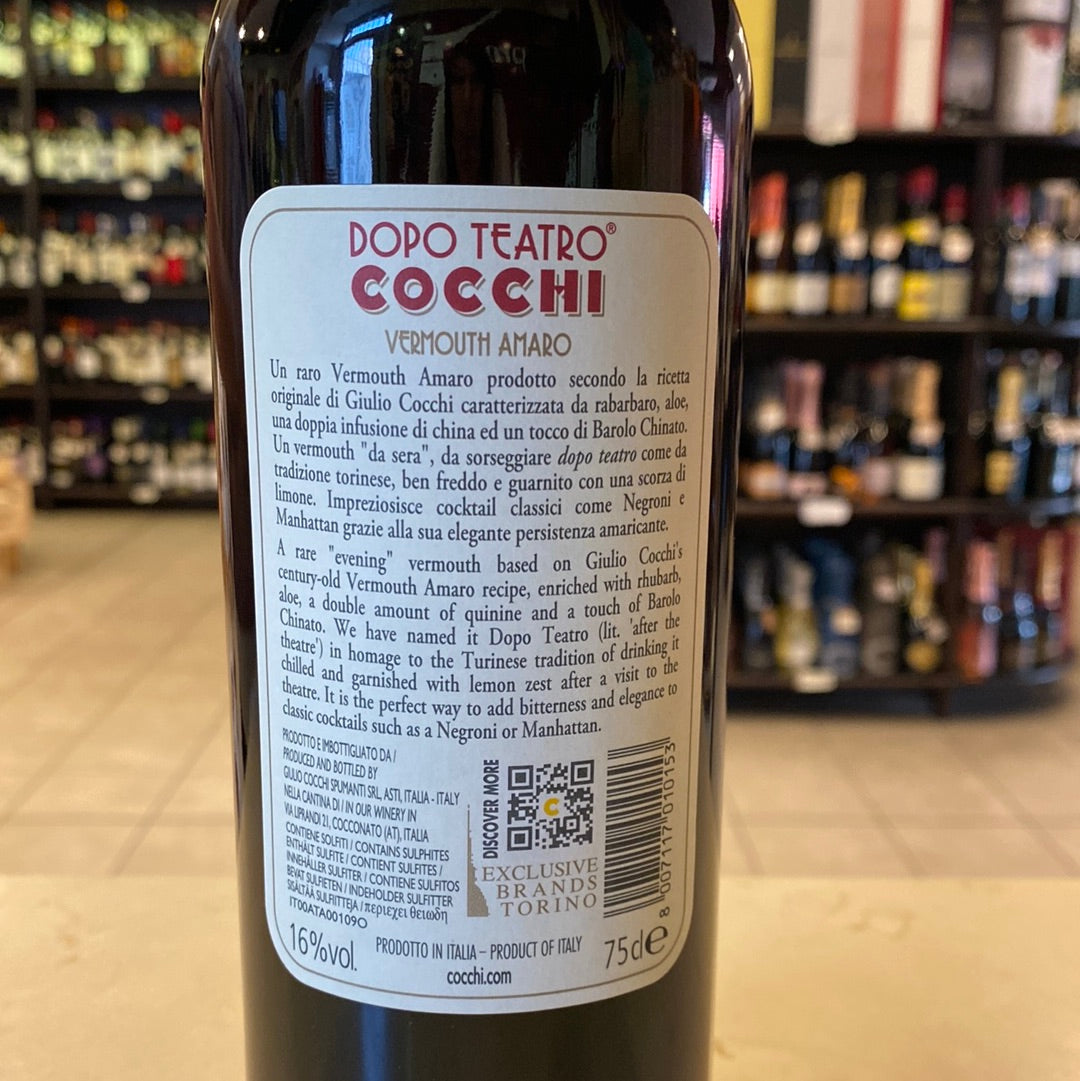 DOPO TEATRO®
COCCHI
VERMOUTH AMARO
Un raro Vermouth Amaro prodotto secondo la ricetta
originale di Giulio Cocchi caratterizzata da rabarbaro, aloe,
una doppia infusione di china ed un tocco di Barolo Chinato.
Un vermouth "da sera", da sorseggiare dopo teatro come da
tradizione torinese, ben freddo e guarnito con una scorza di
limone. Impreziosisce cocktail classici come Negroni e
Manhattan grazie alla sua elegante persistenza amaricante.
A rare "evening" vermouth based on Giulio Cocchi's
century-old Vermouth Amaro recipe, enriched with rhubarb,
aloe, a double amount of quinine and a touch of Barolo
Chinato. We have named it Dopo Teatro (lit. 'after the
theatre') in homage to the Turinese tradition of drinking it
chilled and garnished with lemon zest after a visit to the
theatre. It is the perfect way to add bitterness and elegance to
classic cocktails such as a Negroni or Manhattan.
PRODOTTO E IMBOTTIGLIATO DA /
PRODUCED AND BOTTLED BY
GIULIO COCCHI SPUMANTI SRL, ASTI, ITALIA - ITALY
NELLA CANTINA DI / IN OUR WINERY IN
VIA LIPRANDI 21, COCCONATO (AT), ITALIA
CONTIENE SOLFITI / CONTAINS SULPHITES
ENTHÄLT SULFITE / CONTIENT SULFITES /
INNEHÅLLER SULFITER / CONTIENE SULFITOS
BEVAT SULFIETEN / INDEHOLDER SULFITTER
SISÄLTÄÄ SULFIITTEJA / περιεχει θειωδη
IT00ATA00109O
DISCOVER MORE
C
EXCLUSIVE
BRANDS
TORINO
8 007117 010153
16%vol.
PRODOTTO IN ITALIA – PRODUCT OF ITALY
75cl e
cocchi.com